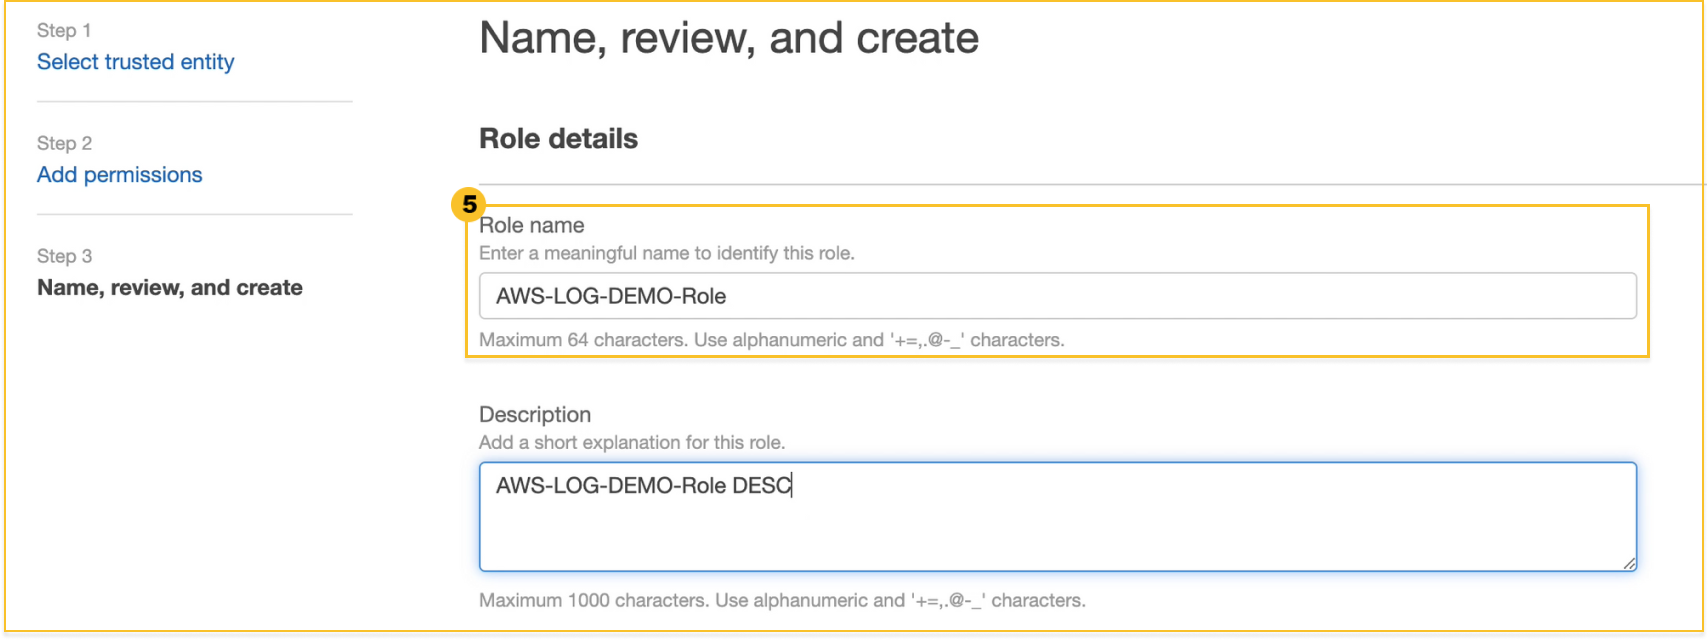 Step 1
Select trusted entity
Step 2
Add permissions
Step 3
Name, review, and create
Name, review, and create
Role details
5
Role name
Enter a meaningful name to identify this role.
AWS-LOG-DEMO-Role
Maximum 64 characters. Use alphanumeric and '+=,.@-_' characters.
Description
Add a short explanation for this role.
AWS-LOG-DEMO-Role DESC
Maximum 1000 characters. Use alphanumeric and '+=,.@-_' characters.